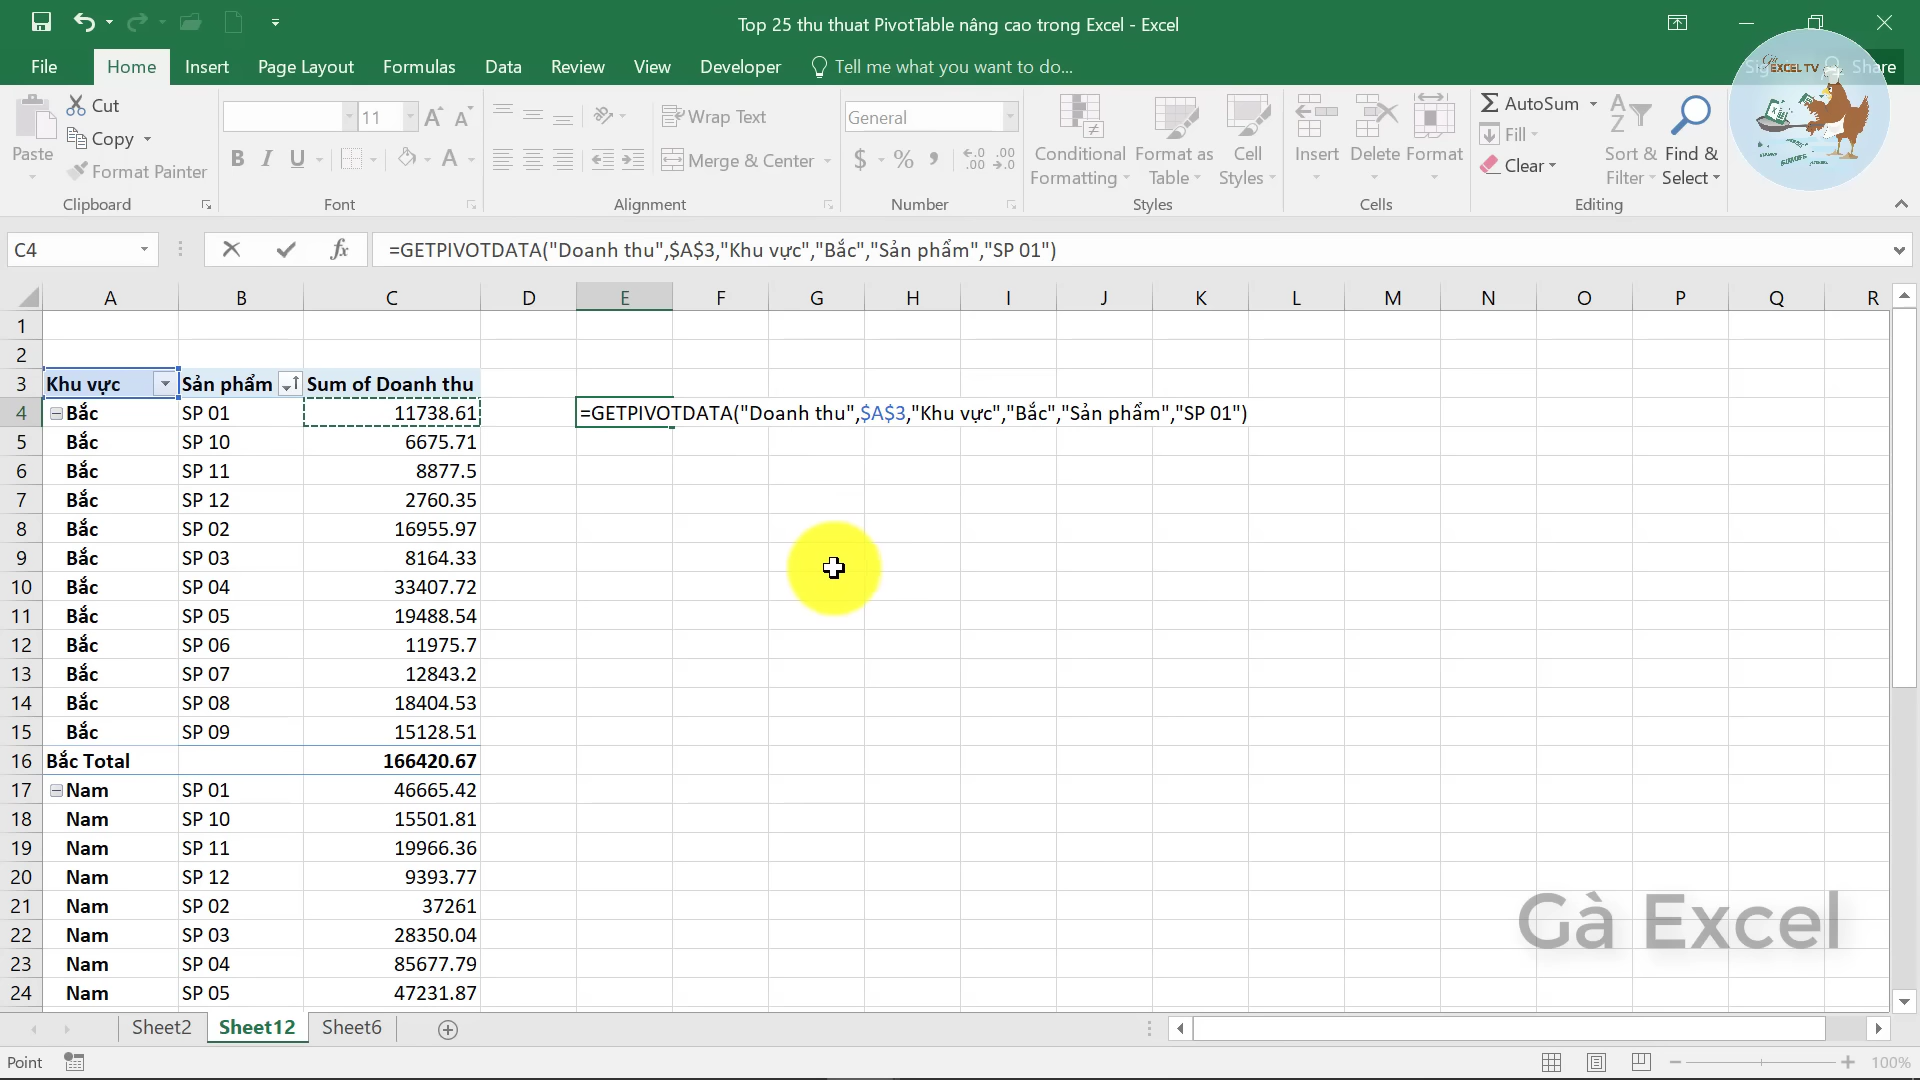 Top 25 thu thuat PivotTable nâng cao trong Excel - Excel
File Home Insert Page Layout Formulas Data Review View Developer Tell me what you want to do... Share
EXCEL TV
Paste Cut Copy Format Painter
11
Wrap Text
Merge & Center
General
$ % ,
Conditional Formatting
Format as Table
Cell Styles
Insert Delete Format
AutoSum
Fill
Clear
Sort & Filter
Find & Select
Clipboard Font Alignment Number Styles Cells Editing
C4 fx =GETPIVOTDATA("Doanh thu",$A$3,"Khu vực","Bắc","Sản phẩm","SP 01")
A B C D E F G H I J K L M N O P Q R
1
2
3 Khu vực Sản phẩm Sum of Doanh thu
4 Bắc SP 01 11738.61 =GETPIVOTDATA("Doanh thu",$A$3,"Khu vực","Bắc","Sản phẩm","SP 01")
5 Bắc SP 10 6675.71
6 Bắc SP 11 8877.5
7 Bắc SP 12 2760.35
8 Bắc SP 02 16955.97
9 Bắc SP 03 8164.33
10 Bắc SP 04 33407.72
11 Bắc SP 05 19488.54
12 Bắc SP 06 11975.7
13 Bắc SP 07 12843.2
14 Bắc SP 08 18404.53
15 Bắc SP 09 15128.51
16 Bắc Total 166420.67
17 Nam SP 01 46665.42
18 Nam SP 10 15501.81
19 Nam SP 11 19966.36
20 Nam SP 12 9393.77
21 Nam SP 02 37261
22 Nam SP 03 28350.04
23 Nam SP 04 85677.79
24 Nam SP 05 47231.87
Gà Excel
Sheet2 Sheet12 Sheet6
Point 100%